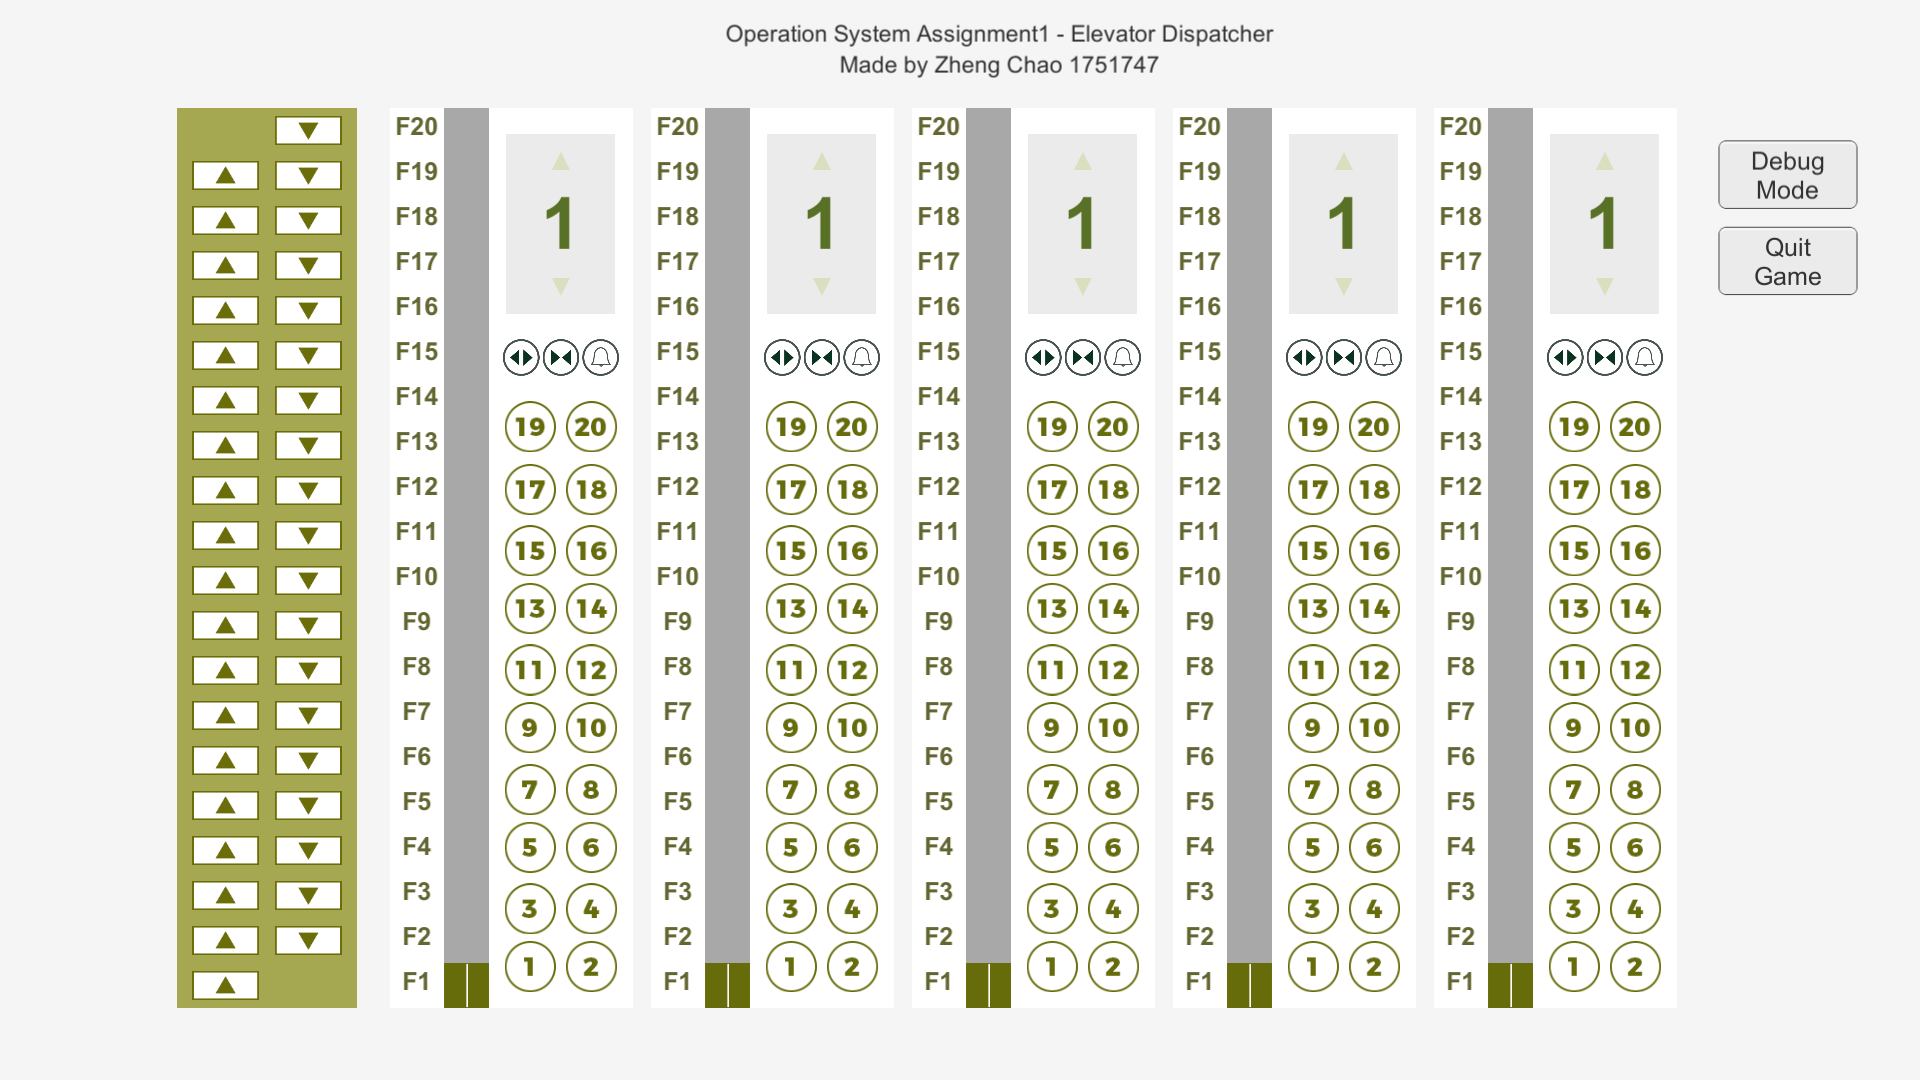 Operation System Assignment1 - Elevator Dispatcher
Made by Zheng Chao 1751747
F20 F20 F20 F20 F20
F19 F19 F19 F19 F19
F18 1 F18 1 F18 1 F18 1 F18 1
F17 F17 F17 F17 F17
F16 F16 F16 F16 F16
F15 F15 F15 F15 F15
F14 F14 F14 F14 F14
19 20 19 20 19 20 19 20 19 20
F13 F13 F13 F13 F13
F12 17 18 F12 17 18 F12 17 18 F12 17 18 F12 17 18
F11 F11 F11 F11 F11
15 16 15 16 15 16 15 16 15 16
F10 F10 F10 F10 F10
13 14 13 14 13 14 13 14 13 14
F9 F9 F9 F9 F9
F8 11 12 F8 11 12 F8 11 12 F8 11 12 F8 11 12
F7 F7 F7 F7 F7
9 10 9 10 9 10 9 10 9 10
F6 F6 F6 F6 F6
7 8 7 8 7 8 7 8 7 8
F5 F5 F5 F5 F5
F4 5 6 F4 5 6 F4 5 6 F4 5 6 F4 5 6
F3 F3 F3 F3 F3
3 4 3 4 3 4 3 4 3 4
F2 F2 F2 F2 F2
1 2 1 2 1 2 1 2 1 2
F1 F1 F1 F1 F1
Debug
Mode
Quit
Game